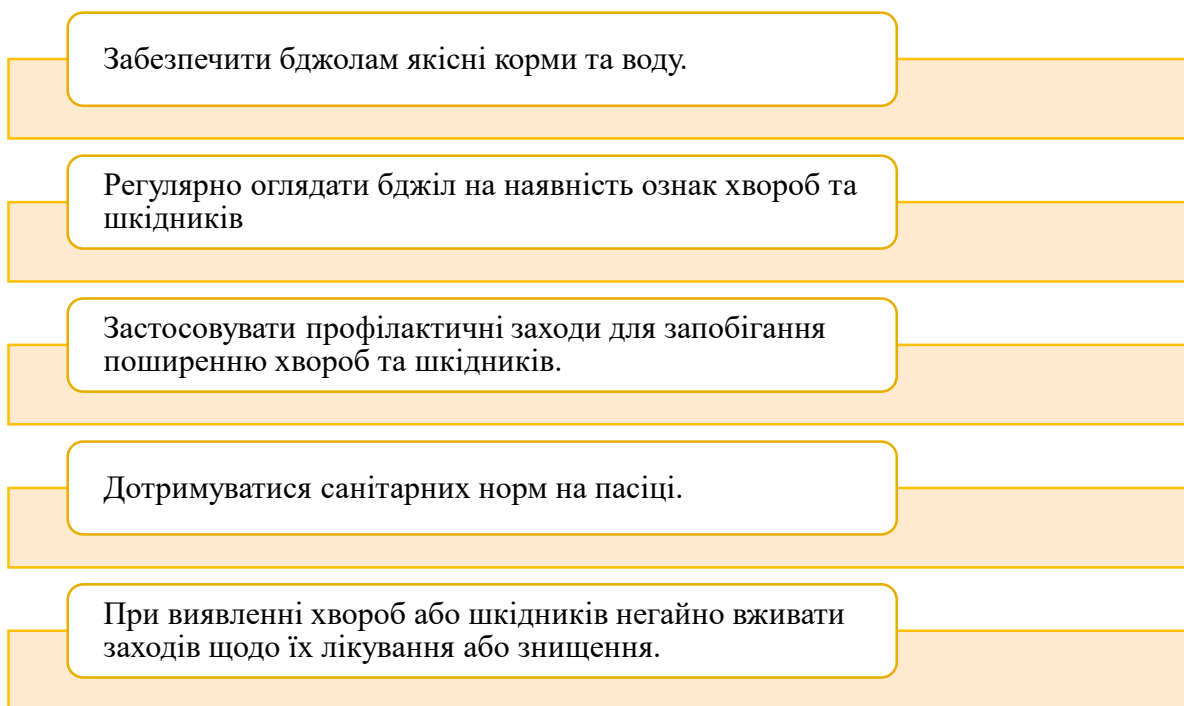 Забезпечити бджолам якісні корми та воду.
Регулярно оглядати бджіл на наявність ознак хвороб та
шкідників
Застосовувати профілактичні заходи для запобігання
поширенню хвороб та шкідників.
Дотримуватися санітарних норм на пасіці.
При виявленні хвороб або шкідників негайно вживати
заходів щодо їх лікування або знищення.